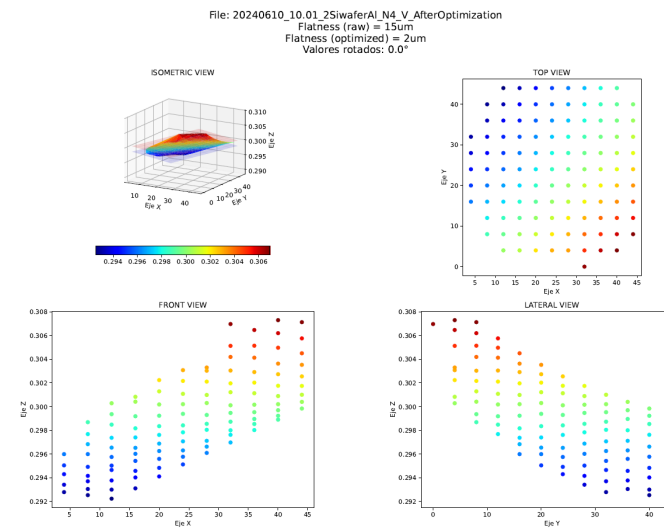 File: 20240610_10.01_2SiwaferAl_N4_V_AfterOptimization
Flatness (raw) = 15um
Flatness (optimized) = 2um
Valores rotados: 0.0°
ISOMETRIC VIEW
0.310
0.305
0.300
0.295
0.290
Eje Z
10 20 30 40
Eje X
0 10 20 30 40
Eje Y
0.294 0.296 0.298 0.300 0.302 0.304 0.306
TOP VIEW
40
30
20
10
0
Eje Y
5 10 15 20 25 30 35 40 45
Eje X
FRONT VIEW
0.308
0.306
0.304
0.302
0.300
0.298
0.296
0.294
0.292
Eje Z
5 10 15 20 25 30 35 40 45
Eje X
LATERAL VIEW
0.308
0.306
0.304
0.302
0.300
0.298
0.296
0.294
0.292
Eje Z
0 10 20 30 40
Eje Y